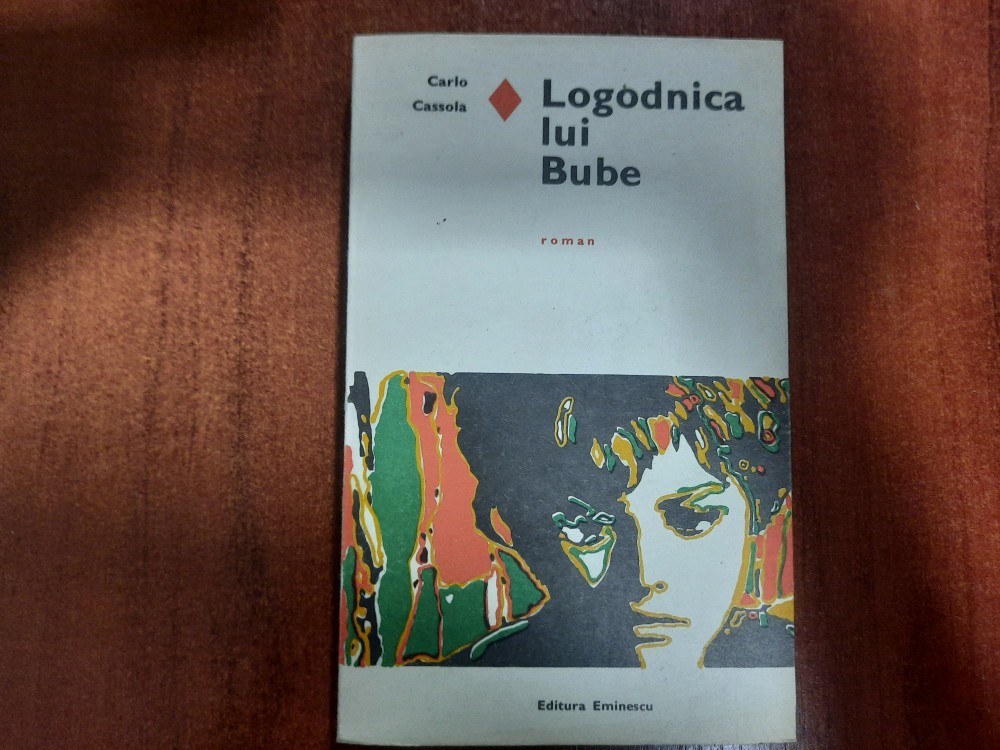 Carlo
Cassola
Logodnica
lui
Bube
roman
Editura Eminescu